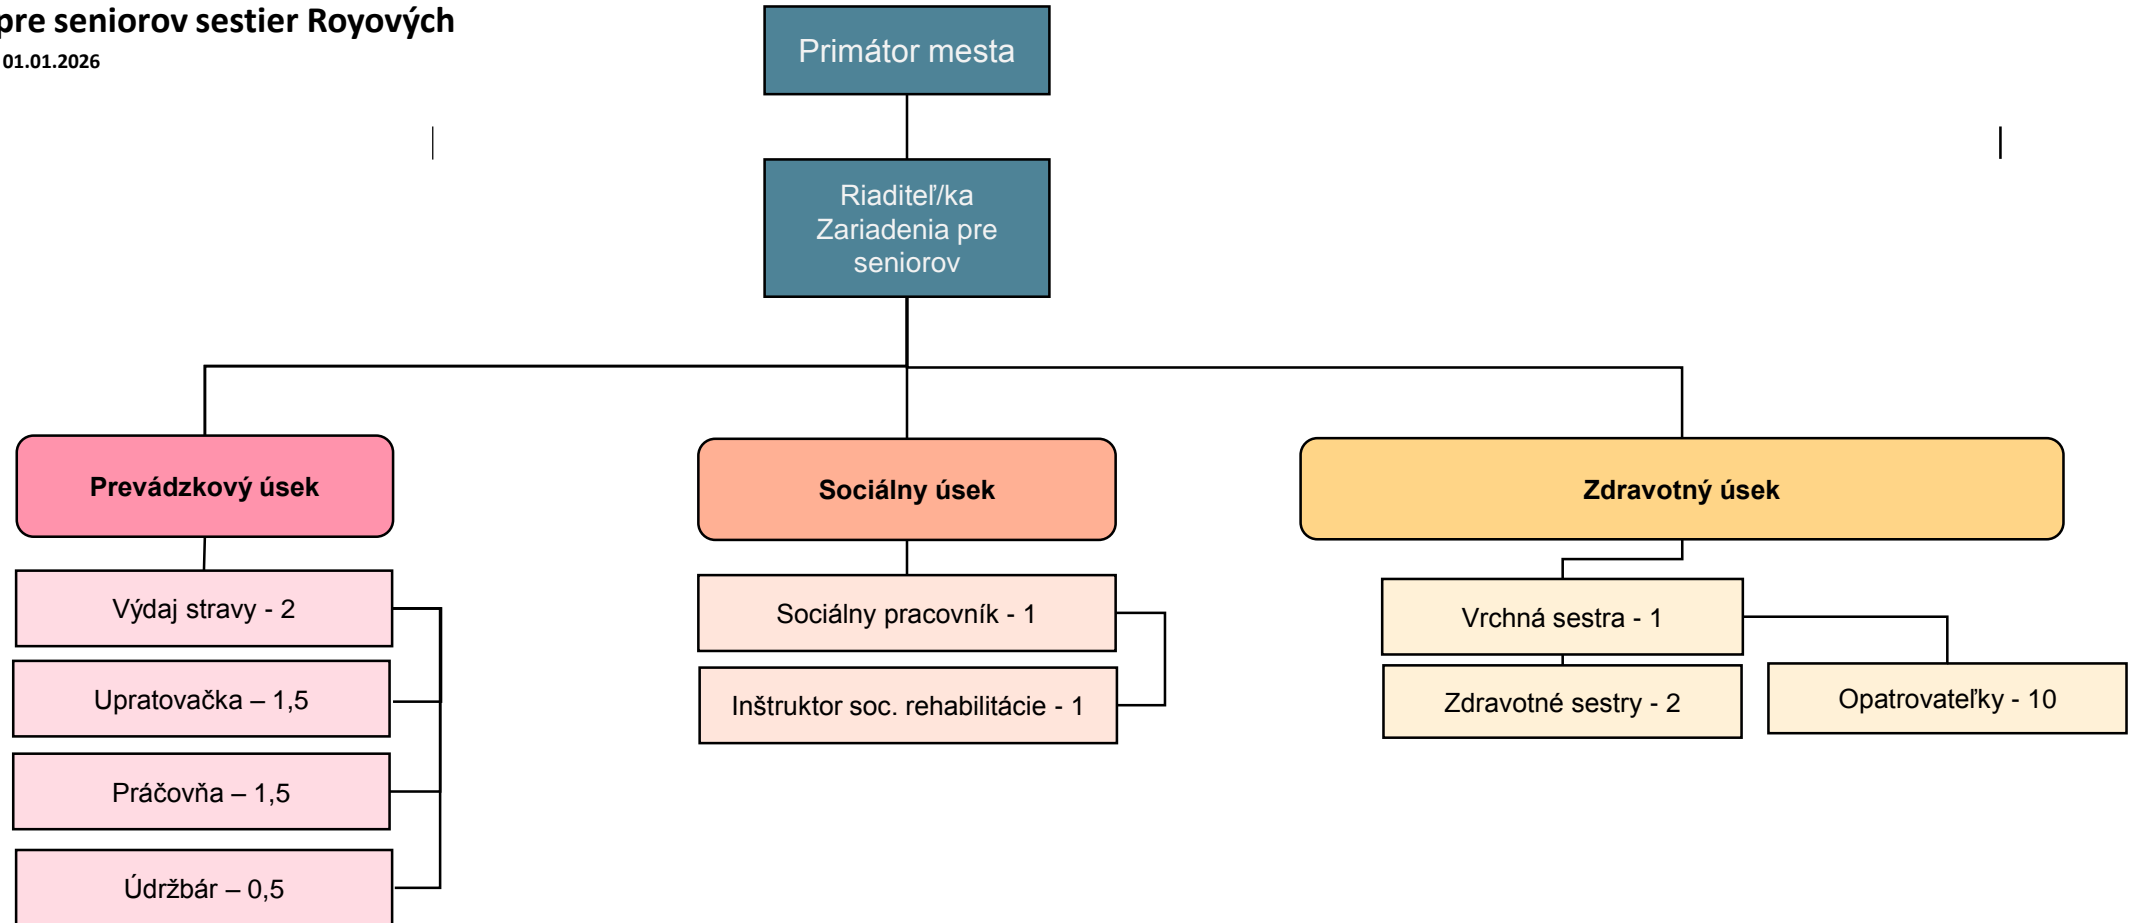 pre seniorov sestier Royových
01.01.2026
Primátor mesta
Riaditeľ/ka
Zariadenia pre
seniorov
Prevádzkový úsek
Sociálny úsek
Zdravotný úsek
Výdaj stravy - 2
Upratovačka – 1,5
Práčovňa – 1,5
Údržbár – 0,5
Sociálny pracovník - 1
Inštruktor soc. rehabilitácie - 1
Vrchná sestra - 1
Zdravotné sestry - 2
Opatrovateľky - 10